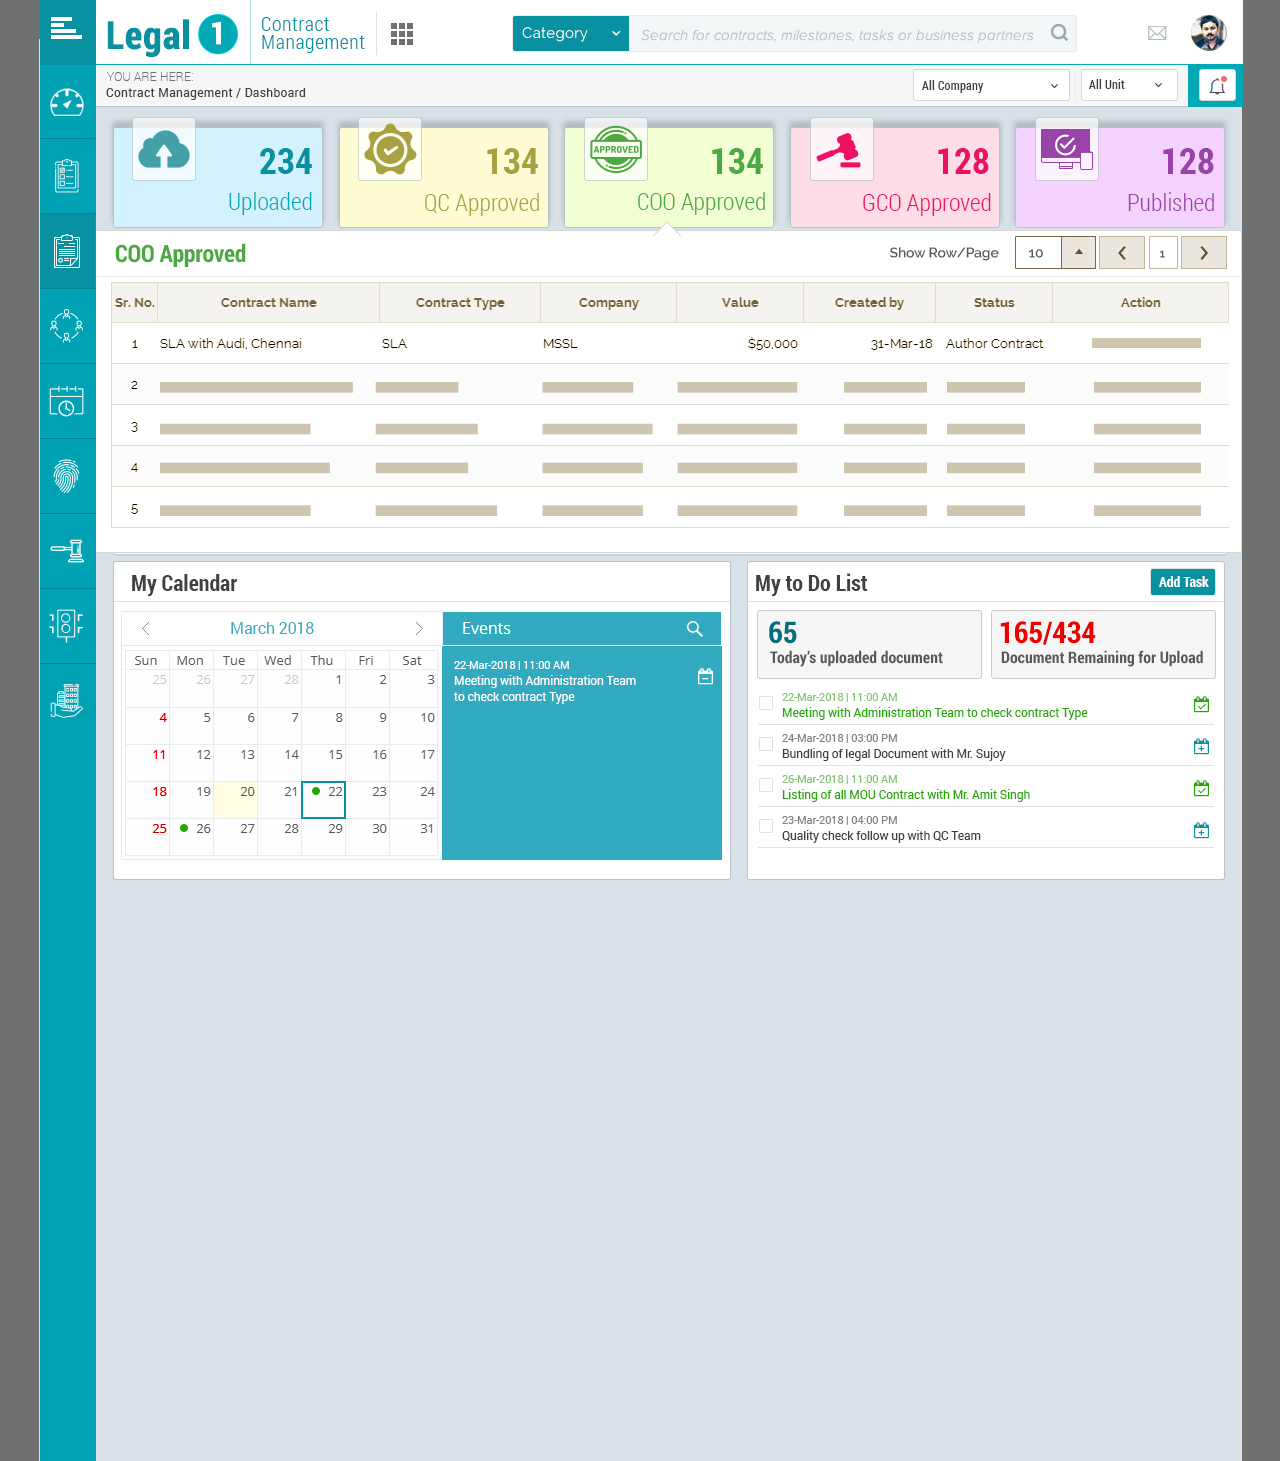 Legal 1
Contract
Management
Category
Search for contracts, milestones, tasks or business partners
YOU ARE HERE:
Contract Management / Dashboard
All Company
All Unit
234
Uploaded
134
QC Approved
APPROVED
134
COO Approved
128
GCO Approved
128
Published
COO Approved
Show Row/Page
10
1
Sr. No. Contract Name Contract Type Company Value Created by Status Action
1 SLA with Audi, Chennai SLA MSSL $50,000 31-Mar-18 Author Contract
2
3
4
5
My Calendar
March 2018
Sun Mon Tue Wed Thu Fri Sat
25 26 27 28 1 2 3
4 5 6 7 8 9 10
11 12 13 14 15 16 17
18 19 20 21 22 23 24
25 26 27 28 29 30 31
Events
22-Mar-2018 | 11:00 AM
Meeting with Administration Team
to check contract Type
My to Do List
Add Task
65
Today's uploaded document
165/434
Document Remaining for Upload
22-Mar-2018 | 11:00 AM
Meeting with Administration Team to check contract Type
24-Mar-2018 | 03:00 PM
Bundling of legal Document with Mr. Sujoy
26-Mar-2018 | 11:00 AM
Listing of all MOU Contract with Mr. Amit Singh
23-Mar-2018 | 04:00 PM
Quality check follow up with QC Team